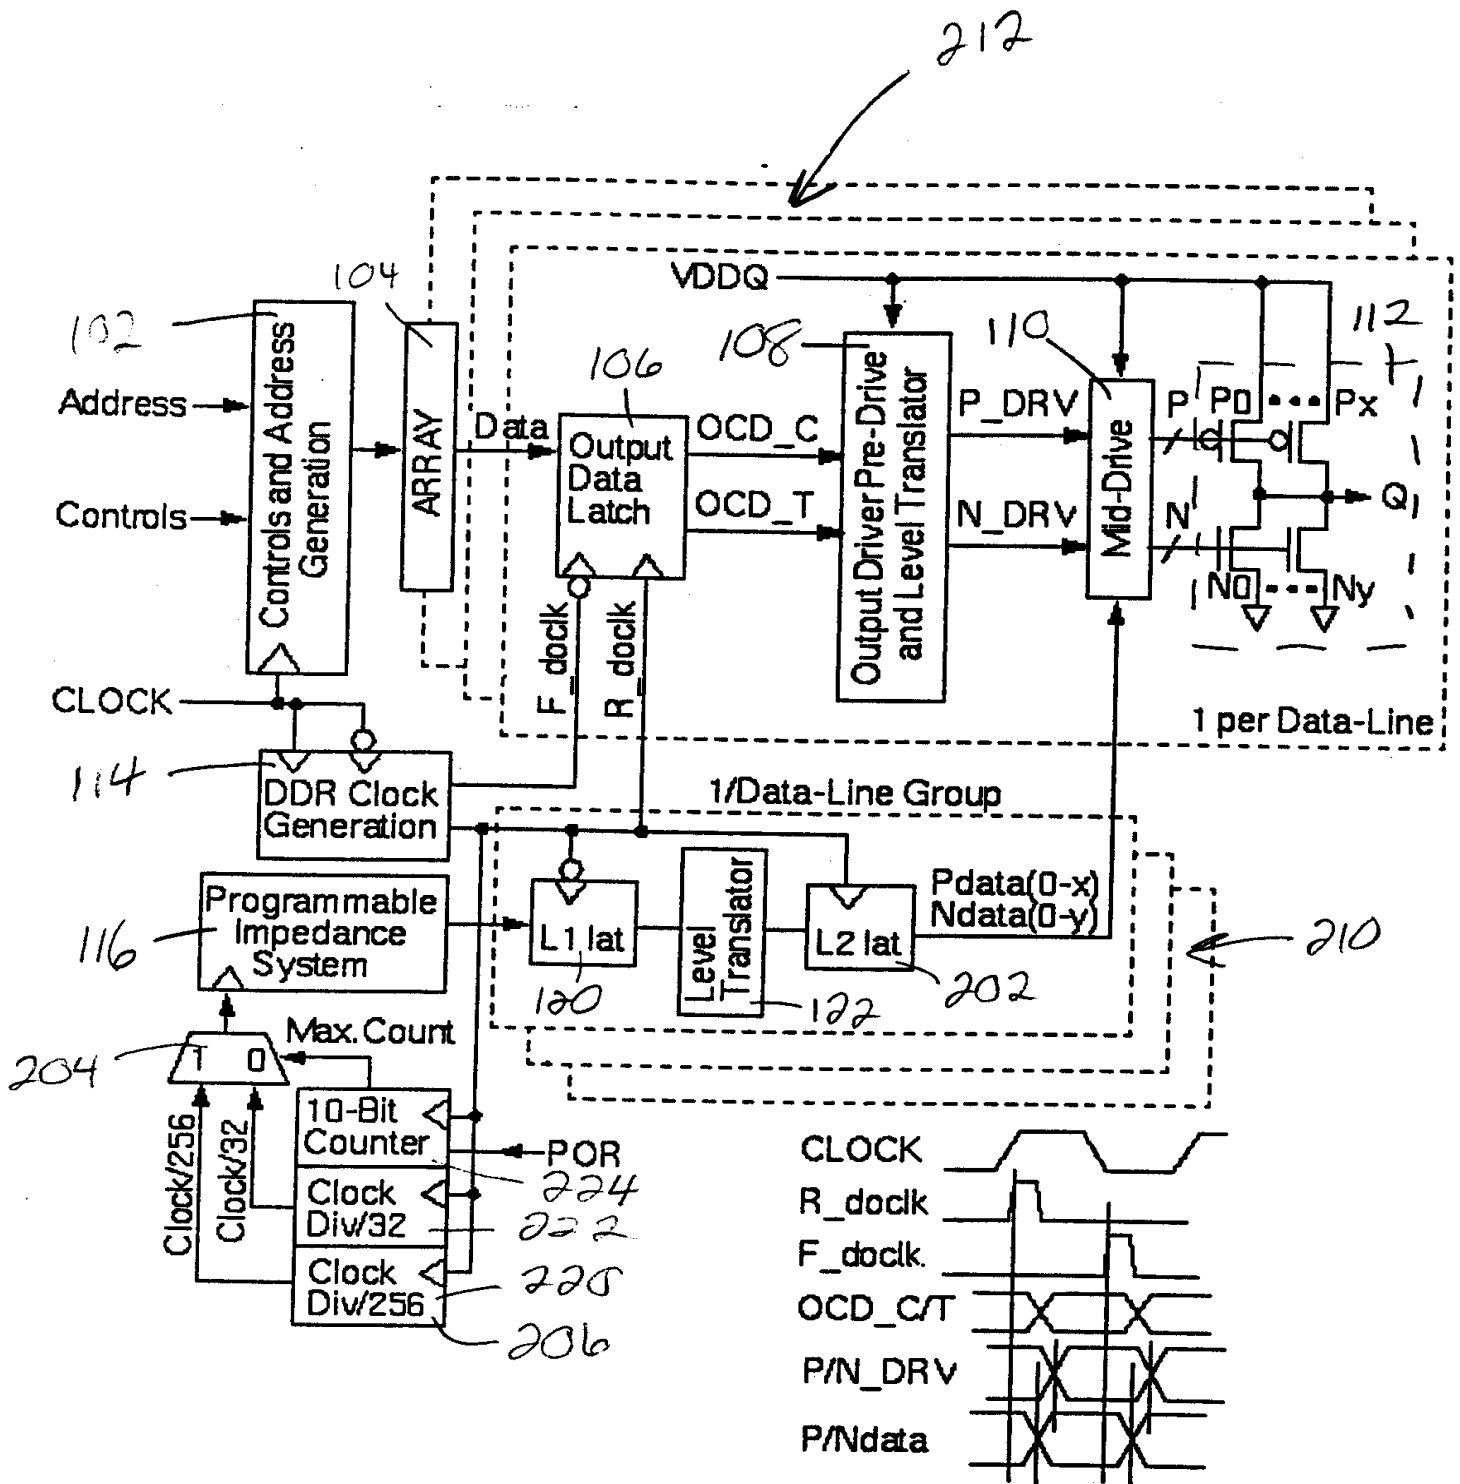 212
104
VDDQ
102
Controls and Address
Generation
ARRAY
106
108
110
112
Address
Controls
Data
Output
Data
Latch
OCD_C
OCD_T
Output Driver Pre-Drive
and Level Translator
P_DRV
N_DRV
Mid-Drive
P
N
P0
Px
Q
N0
Ny
F_doclk
R_doclk
CLOCK
1 per Data-Line
114
DDR Clock
Generation
1/Data-Line Group
116
Programmable
Impedance
System
L1 lat
120
Level
Translator
122
L2 lat
202
Pdata(0-x)
Ndata(0-y)
210
204
1 0
Max. Count
Clock/256
Clock/32
10-Bit
Counter
POR
224
Clock
Div/32
222
Clock
Div/256
220
206
CLOCK
R_doclk
F_doclk.
OCD_C/T
P/N_DRV
P/Ndata